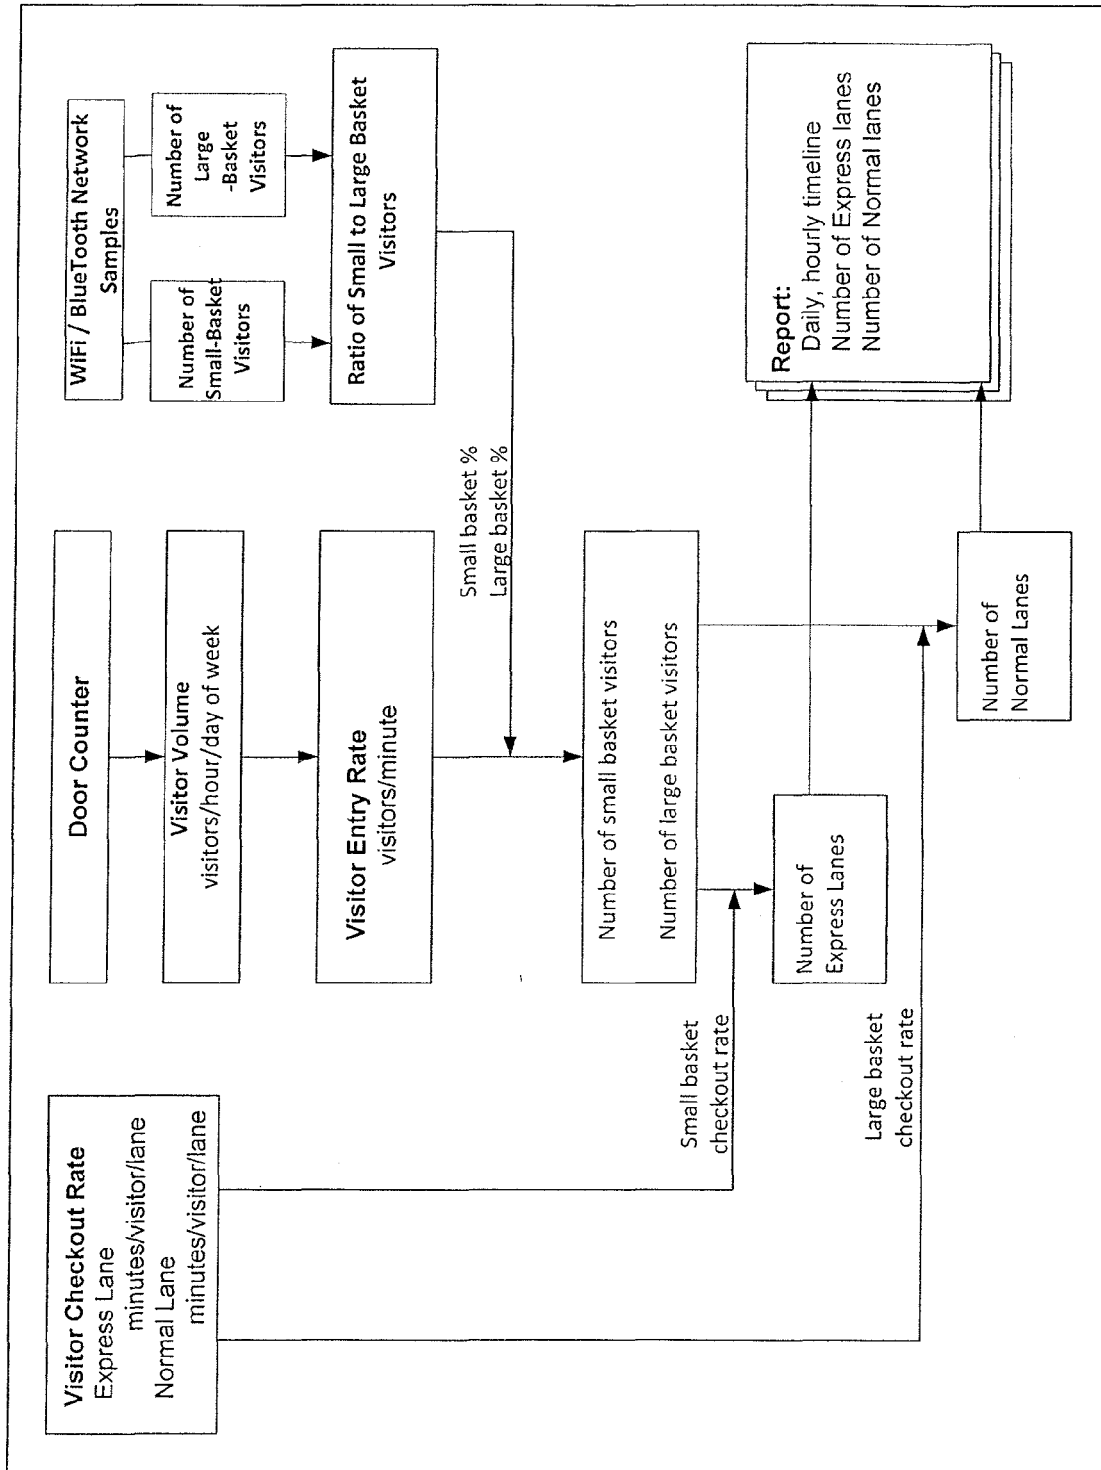 Visitor Checkout Rate
Express Lane
minutes/visitor/lane
Normal Lane
minutes/visitor/lane
Door Counter
Visitor Volume
visitors/hour/day of week
Visitor Entry Rate
visitors/minute
WiFi / BlueTooth Network
Samples
Number of
Small-Basket
Visitors
Number of
Large
-Basket
Visitors
Ratio of Small to Large Basket
Visitors
Small basket %
Large basket %
Number of small basket visitors
Number of large basket visitors
Small basket
checkout rate
Number of
Express Lanes
Large basket
checkout rate
Number of
Normal Lanes
Report:
Daily, hourly timeline
Number of Express lanes
Number of Normal lanes